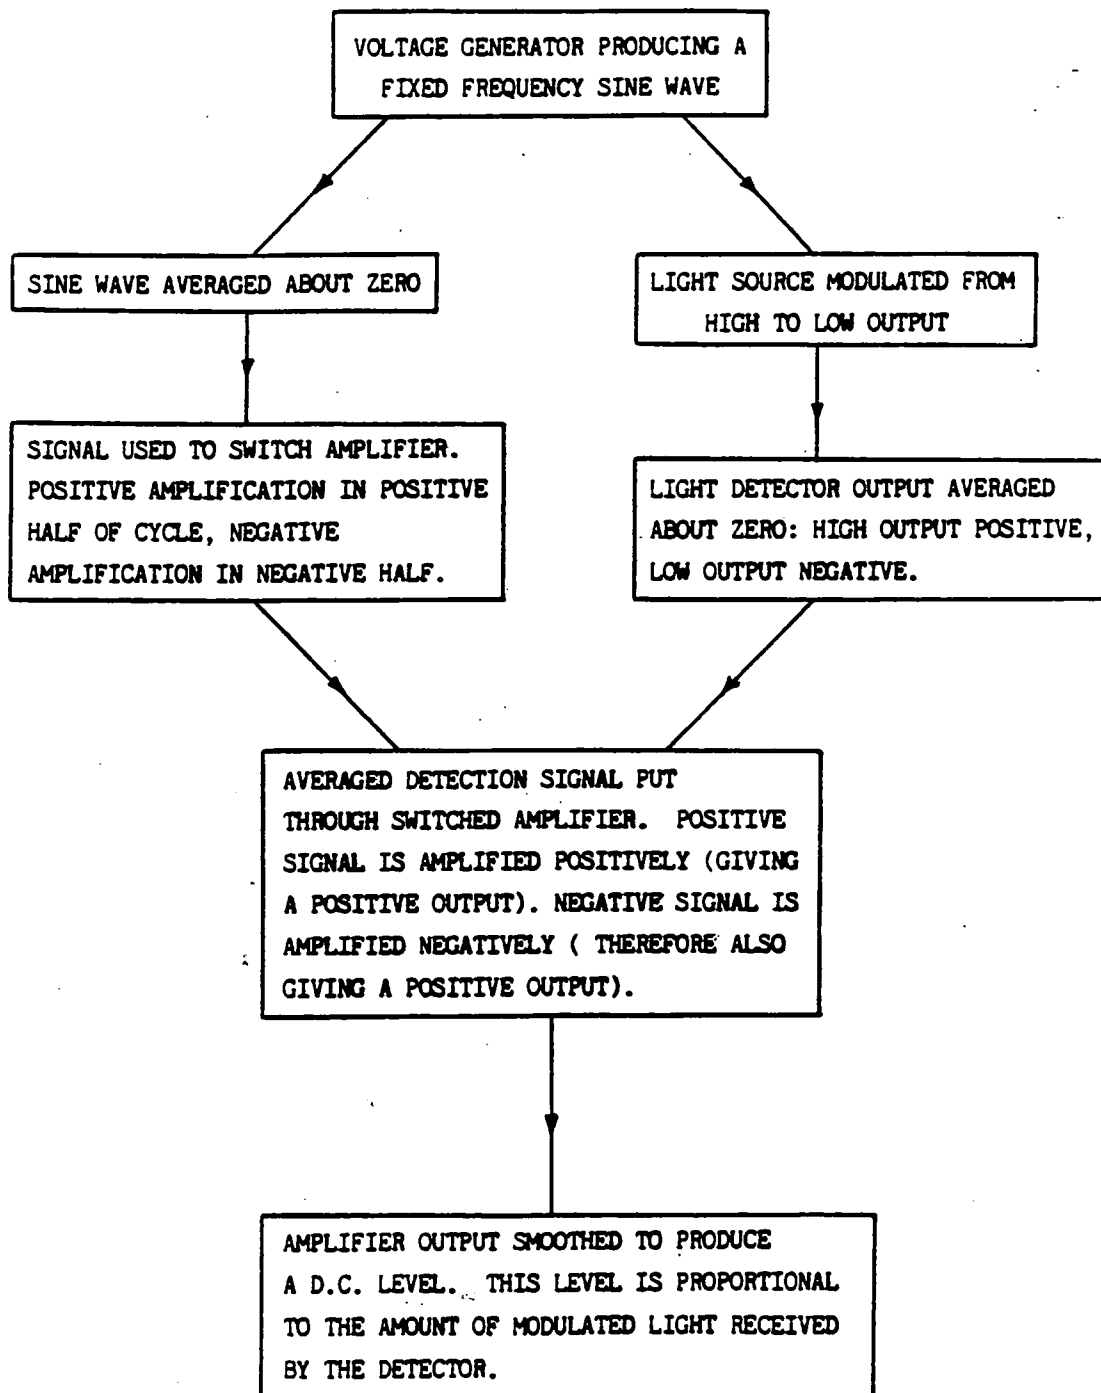 VOLTAGE GENERATOR PRODUCING A
FIXED FREQUENCY SINE WAVE
SINE WAVE AVERAGED ABOUT ZERO
LIGHT SOURCE MODULATED FROM
HIGH TO LOW OUTPUT
SIGNAL USED TO SWITCH AMPLIFIER.
POSITIVE AMPLIFICATION IN POSITIVE
HALF OF CYCLE, NEGATIVE
AMPLIFICATION IN NEGATIVE HALF.
LIGHT DETECTOR OUTPUT AVERAGED
ABOUT ZERO: HIGH OUTPUT POSITIVE,
LOW OUTPUT NEGATIVE.
AVERAGED DETECTION SIGNAL PUT
THROUGH SWITCHED AMPLIFIER. POSITIVE
SIGNAL IS AMPLIFIED POSITIVELY (GIVING
A POSITIVE OUTPUT). NEGATIVE SIGNAL IS
AMPLIFIED NEGATIVELY ( THEREFORE ALSO
GIVING A POSITIVE OUTPUT).
AMPLIFIER OUTPUT SMOOTHED TO PRODUCE
A D.C. LEVEL. THIS LEVEL IS PROPORTIONAL
TO THE AMOUNT OF MODULATED LIGHT RECEIVED
BY THE DETECTOR.